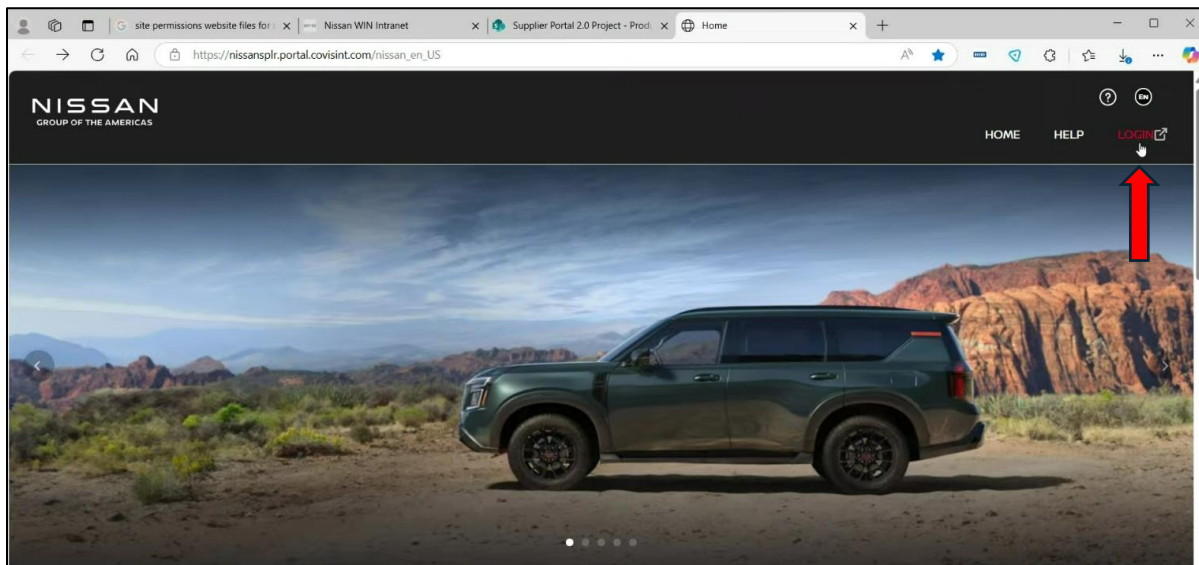 site permissions website files for
Nissan WIN Intranet
Supplier Portal 2.0 Project - Prod
Home
https://nissansplr.portal.covisint.com/nissan_en_US
NISSAN
GROUP OF THE AMERICAS
?
EN
HOME
HELP
LOGIN